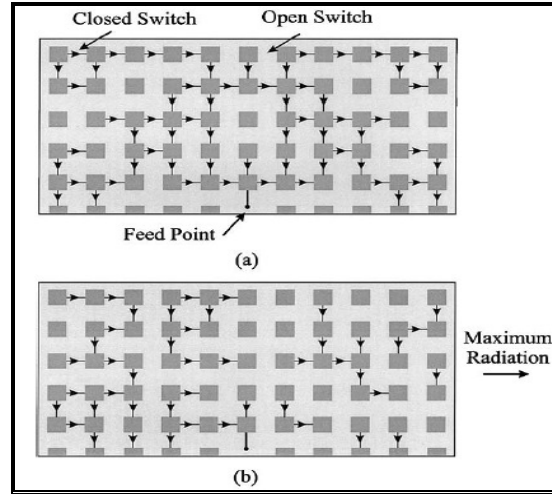 Closed Switch
Open Switch
Feed Point
(a)
Maximum
Radiation
(b)